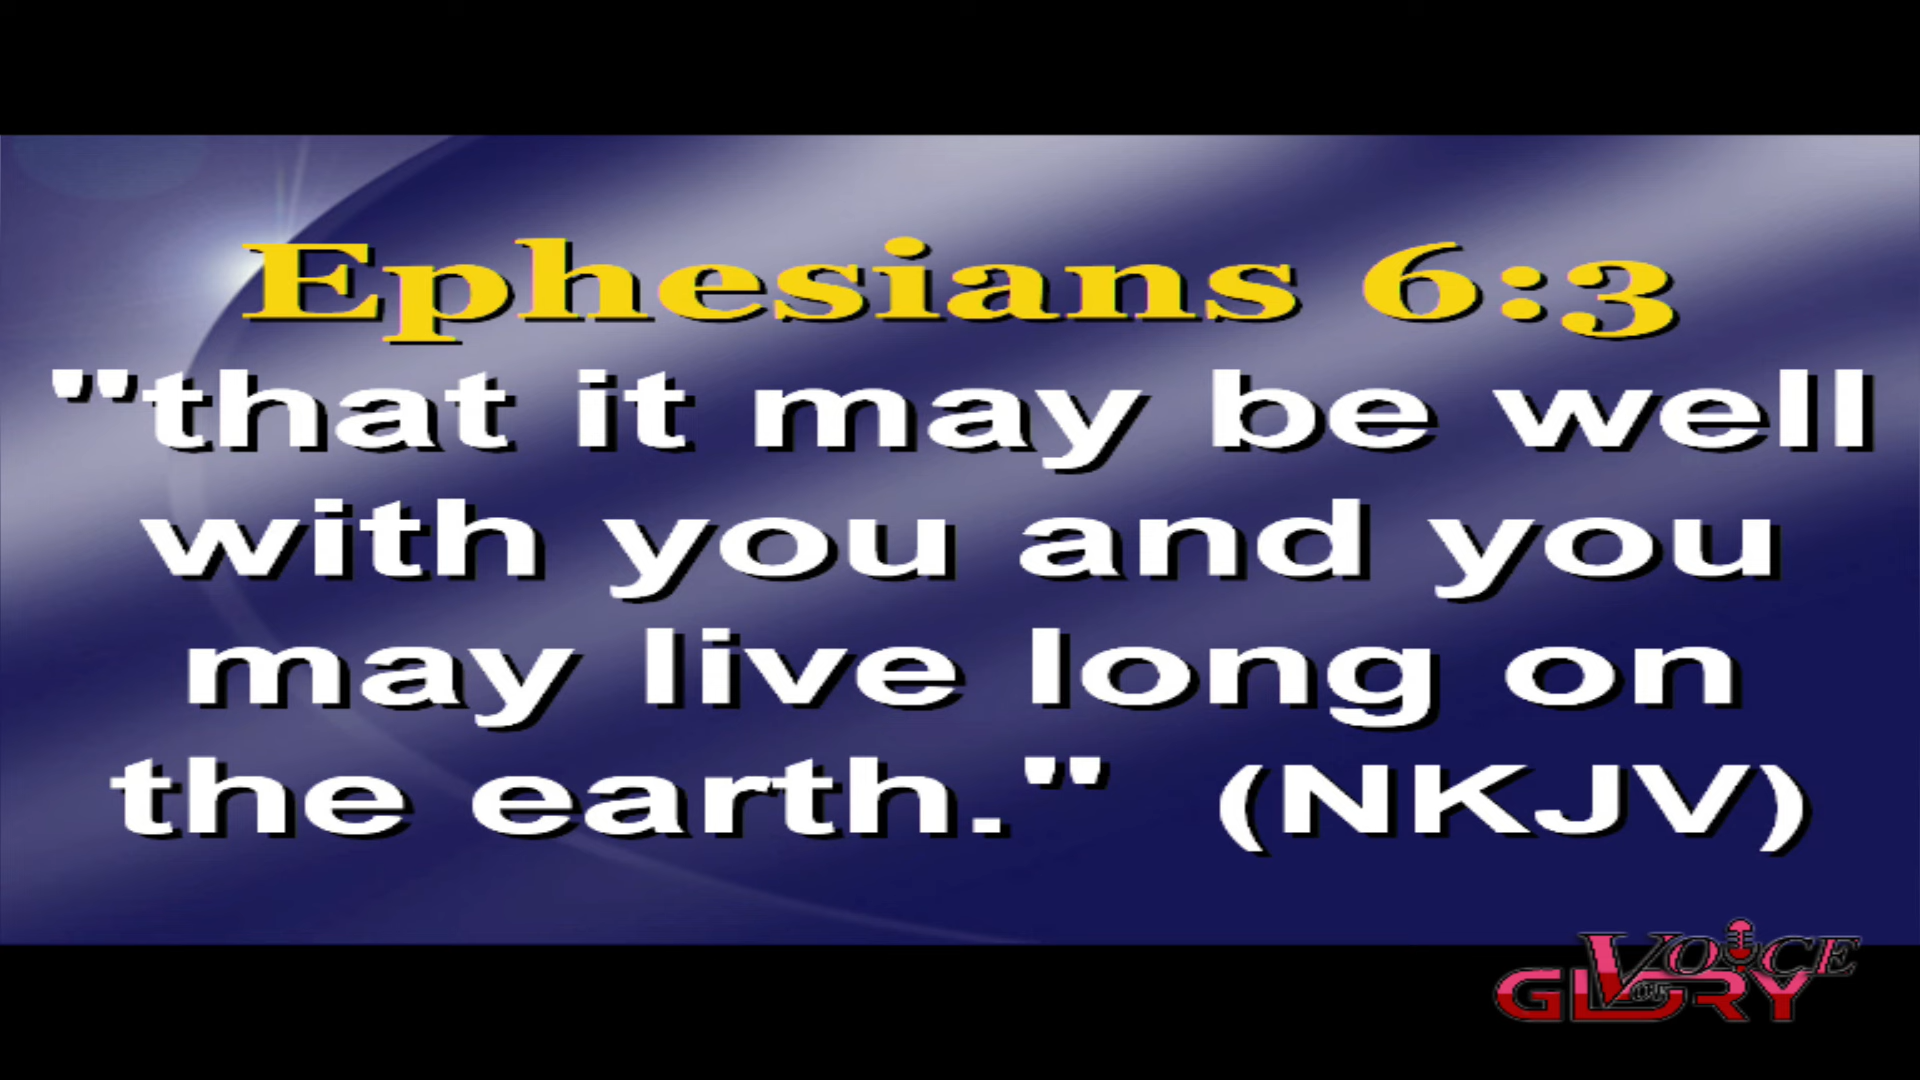 Ephesians 6:3
"that it may be well
with you and you
may live long on
the earth." (NKJV)
VOICE
OF
GLORY